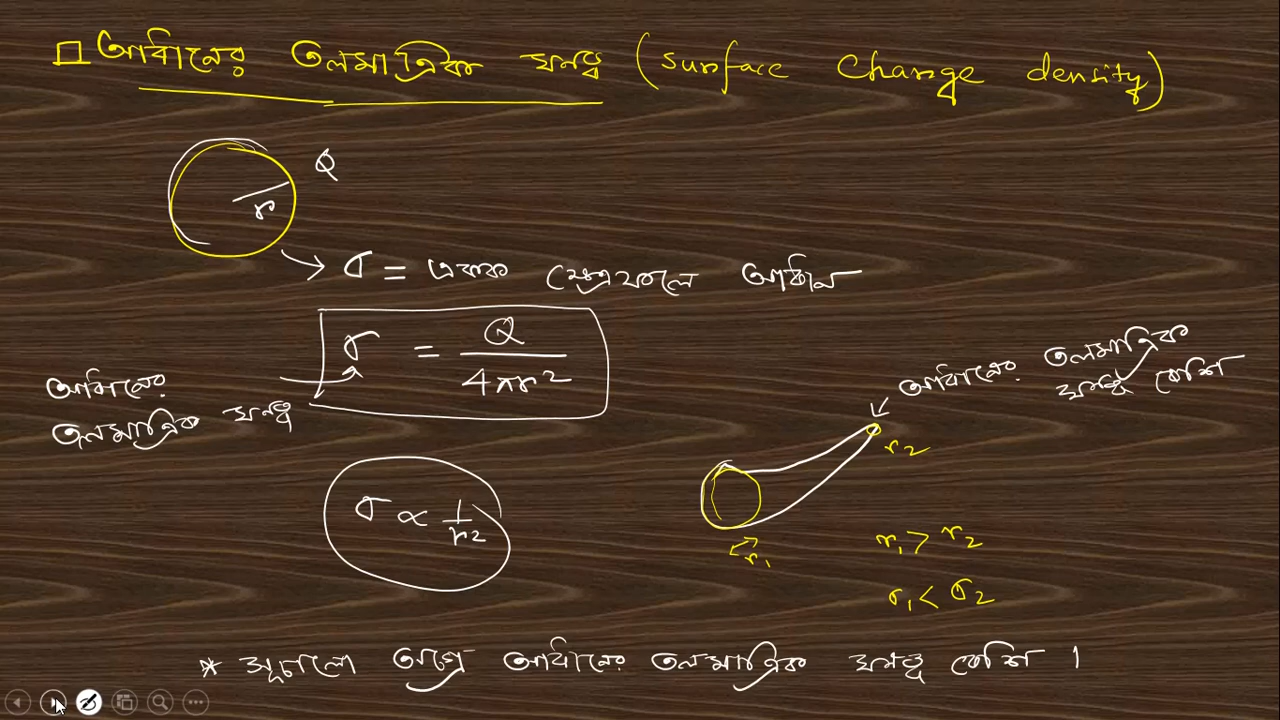 □ আধানের তলমাত্রিক ঘনত্ব (surface change density)
Q
r
→ σ = একক ক্ষেত্রফলে আধান
σ = Q / 4πr²
আধানের
তলমাত্রিক ঘনত্ব
আধানের তলমাত্রিক
ঘনত্ব বেশি
r₂
σ ∝ 1/r²
r₁
r₁ > r₂
σ₁ < σ₂
* সূচালো অগ্রে আধানের তলমাত্রিক ঘনত্ব বেশি ।